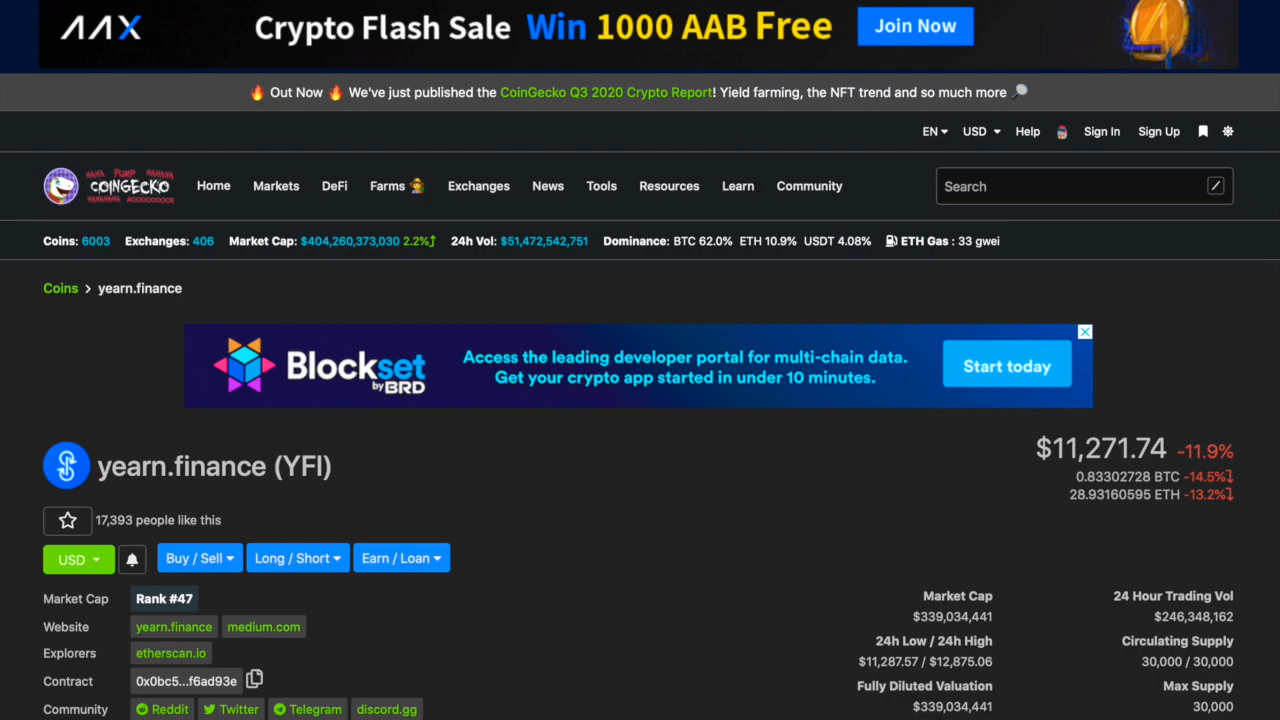 AAX Crypto Flash Sale Win 1000 AAB Free Join Now
Out Now We've just published the CoinGecko Q3 2020 Crypto Report! Yield farming, the NFT trend and so much more
EN USD Help Sign In Sign Up
HAHA PUMP HAHAHA
COINGECKO
Home Markets DeFi Farms Exchanges News Tools Resources Learn Community Search /
Coins: 6003 Exchanges: 406 Market Cap: $404,260,373,030 2.2% 24h Vol: $51,472,542,751 Dominance: BTC 62.0% ETH 10.9% USDT 4.08% ETH Gas : 33 gwei
Coins > yearn.finance
Blockset by BRD
Access the leading developer portal for multi-chain data.
Get your crypto app started in under 10 minutes.
Start today
yearn.finance (YFI)
$11,271.74 -11.9%
0.83302728 BTC -14.5%
28.93160595 ETH -13.2%
17,393 people like this
USD Buy / Sell Long / Short Earn / Loan
Market Cap Rank #47
Website yearn.finance medium.com
Explorers etherscan.io
Contract 0x0bc5...f6ad93e
Community Reddit Twitter Telegram discord.gg
Market Cap
$339,034,441
24h Low / 24h High
$11,287.57 / $12,875.06
Fully Diluted Valuation
$339,034,441
24 Hour Trading Vol
$246,348,162
Circulating Supply
30,000 / 30,000
Max Supply
30,000